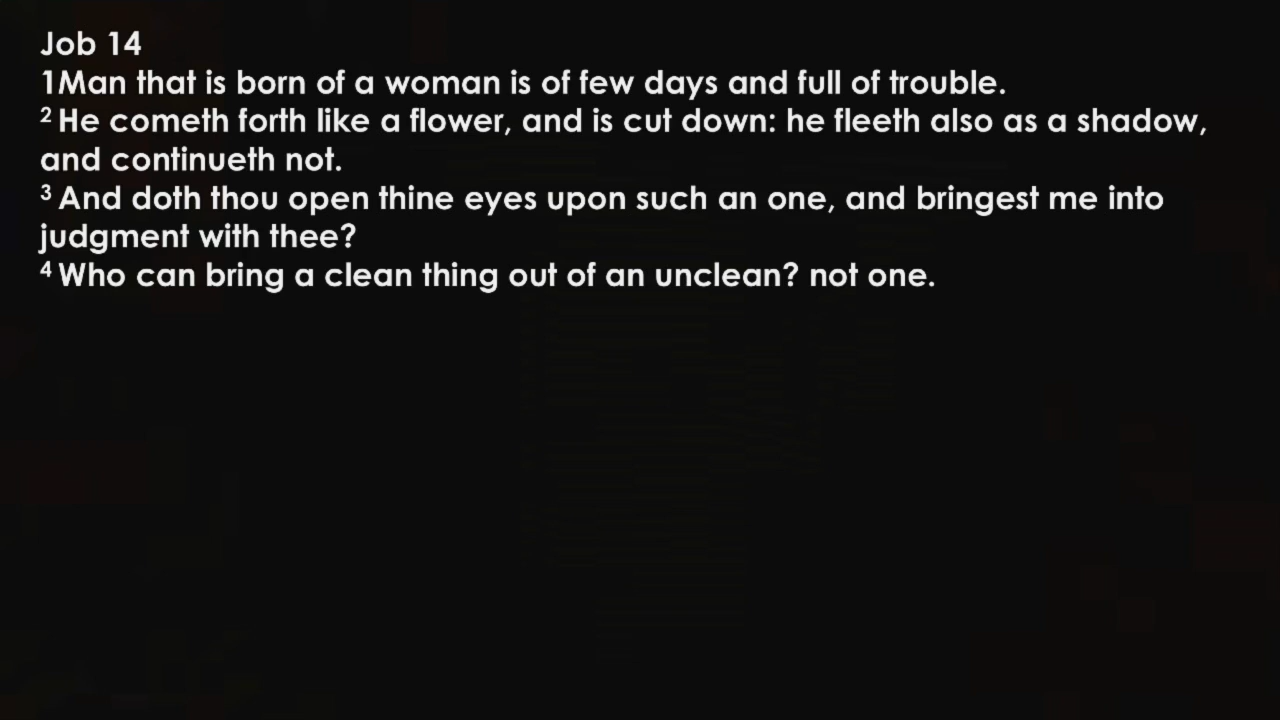 Job 14
1Man that is born of a woman is of few days and full of trouble.
2 He cometh forth like a flower, and is cut down: he fleeth also as a shadow,
and continueth not.
3 And doth thou open thine eyes upon such an one, and bringest me into
judgment with thee?
4 Who can bring a clean thing out of an unclean? not one.